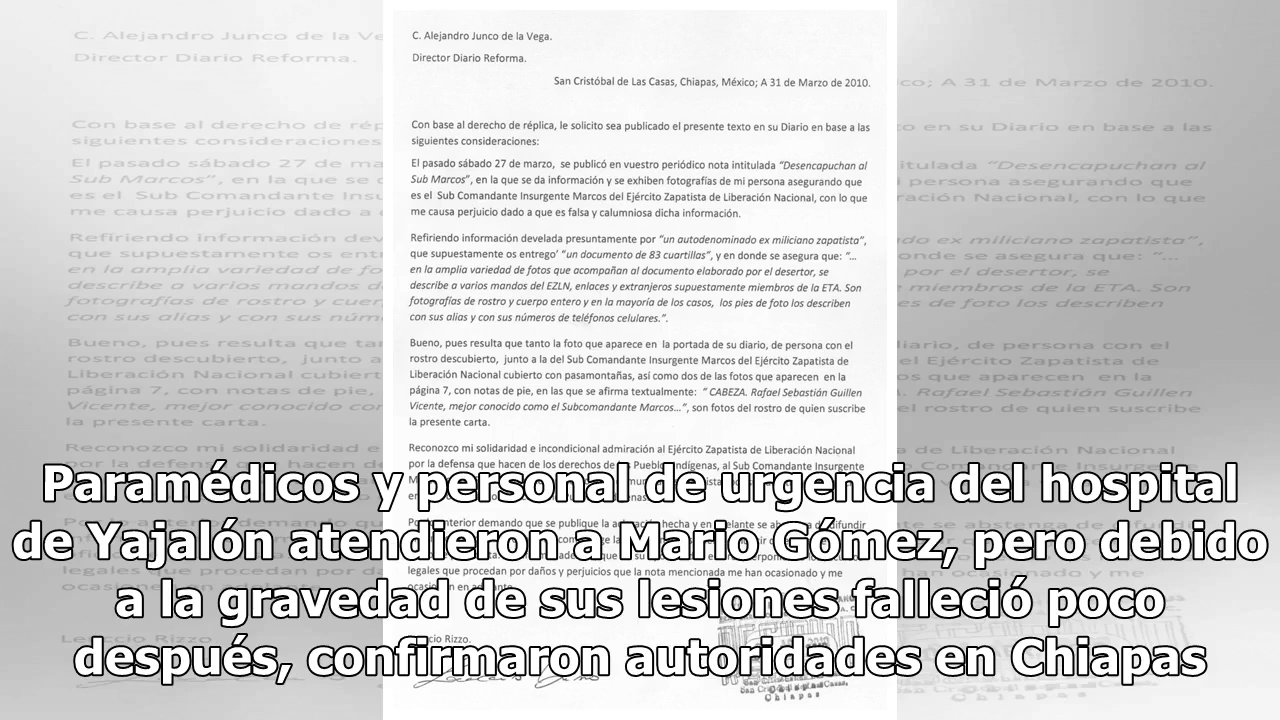 C. Alejandro Junco de la Vega.
Director Diario Reforma.
San Cristóbal de Las Casas, Chiapas, México; A 31 de Marzo de 2010.
Con base al derecho de réplica, le solicito sea publicado el presente texto en su Diario en base a las
siguientes consideraciones:
El pasado sábado 27 de marzo, se publicó en vuestro periódico nota intitulada “Desencapuchan al
Sub Marcos”, en la que se da información y se exhiben fotografías de mi persona asegurando que
es el Sub Comandante Insurgente Marcos del Ejército Zapatista de Liberación Nacional, con lo que
me causa perjuicio dado a que es falsa y calumniosa dicha información.
Refiriendo información develada presuntamente por “un autodenominado ex miliciano zapatista”,
que supuestamente os entrego’ “un documento de 83 cuartillas”, y en donde se asegura que: “...
en la amplia variedad de fotos que acompañan al documento elaborado por el desertor, se
describe a varios mandos del EZLN, enlaces y extranjeros supuestamente miembros de la ETA. Son
fotografías de rostro y cuerpo entero y en la mayoría de los casos, los pies de foto los describen
con sus alias y con sus números de teléfonos celulares.”.
Bueno, pues resulta que tanto la foto que aparece en la portada de su diario, de persona con el
rostro descubierto, junto a la del Sub Comandante Insurgente Marcos del Ejército Zapatista de
Liberación Nacional cubierto con pasamontañas, así como dos de las fotos que aparecen en la
página 7, con notas de pie, en las que se afirma textualmente: “ CABEZA. Rafael Sebastián Guillen
Vicente, mejor conocido como el Subcomandante Marcos...”, son fotos del rostro de quien suscribe
la presente carta.
Reconozco mi solidaridad e incondicional admiración al Ejército Zapatista de Liberación Nacional
por la defensa que hacen de los derechos de los Pueblos Indígenas, al Sub Comandante Insurgente
Paramédicos y personal de urgencia del hospital
de Yajalón atendieron a Mario Gómez, pero debido
a la gravedad de sus lesiones falleció poco
después, confirmaron autoridades en Chiapas
demando que se publique la
legales que procedan por daños y perjuicios que la nota mencionada me han ocasionado y me
Rizzo.
Chiapas